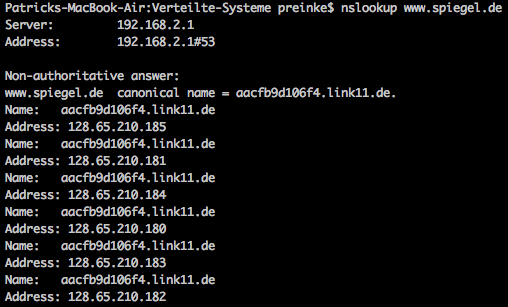 Patricks-MacBook-Air:Verteilte-Systeme preinke$ nslookup www.spiegel.de
Server: 192.168.2.1
Address: 192.168.2.1#53
Non-authoritative answer:
www.spiegel.de canonical name = aacfb9d106f4.link11.de.
Name: aacfb9d106f4.link11.de
Address: 128.65.210.185
Name: aacfb9d106f4.link11.de
Address: 128.65.210.181
Name: aacfb9d106f4.link11.de
Address: 128.65.210.184
Name: aacfb9d106f4.link11.de
Address: 128.65.210.180
Name: aacfb9d106f4.link11.de
Address: 128.65.210.183
Name: aacfb9d106f4.link11.de
Address: 128.65.210.182